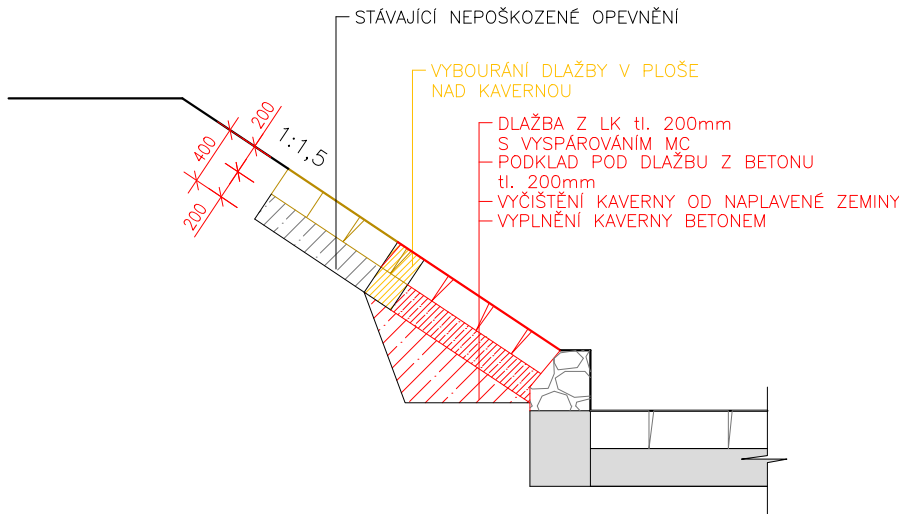 STÁVAJÍCÍ NEPOŠKOZENÉ OPEVNĚNÍ
VYBOURÁNÍ DLAŽBY V PLOŠE
NAD KAVERNOU
DLAŽBA Z LK tl. 200mm
S VYSPÁROVÁNÍM MC
PODKLAD POD DLAŽBU Z BETONU
tl. 200mm
VYČIŠTĚNÍ KAVERNY OD NAPLAVENÉ ZEMINY
VYPLNĚNÍ KAVERNY BETONEM
200
400
200
1:1,5